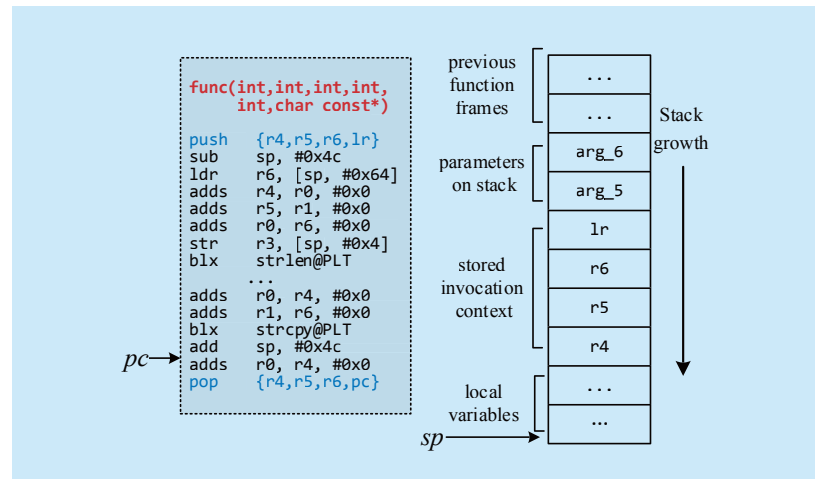 func(int,int,int,int,
int,char const*)
push {r4,r5,r6,lr}
sub sp, #0x4c
ldr r6, [sp, #0x64]
adds r4, r0, #0x0
adds r5, r1, #0x0
adds r0, r6, #0x0
str r3, [sp, #0x4]
blx strlen@PLT
...
adds r0, r4, #0x0
adds r1, r6, #0x0
blx strcpy@PLT
add sp, #0x4c
adds r0, r4, #0x0
pop {r4,r5,r6,pc}
pc
previous
function
frames
parameters
on stack
stored
invocation
context
local
variables
sp
...
...
arg_6
arg_5
lr
r6
r5
r4
...
...
Stack
growth